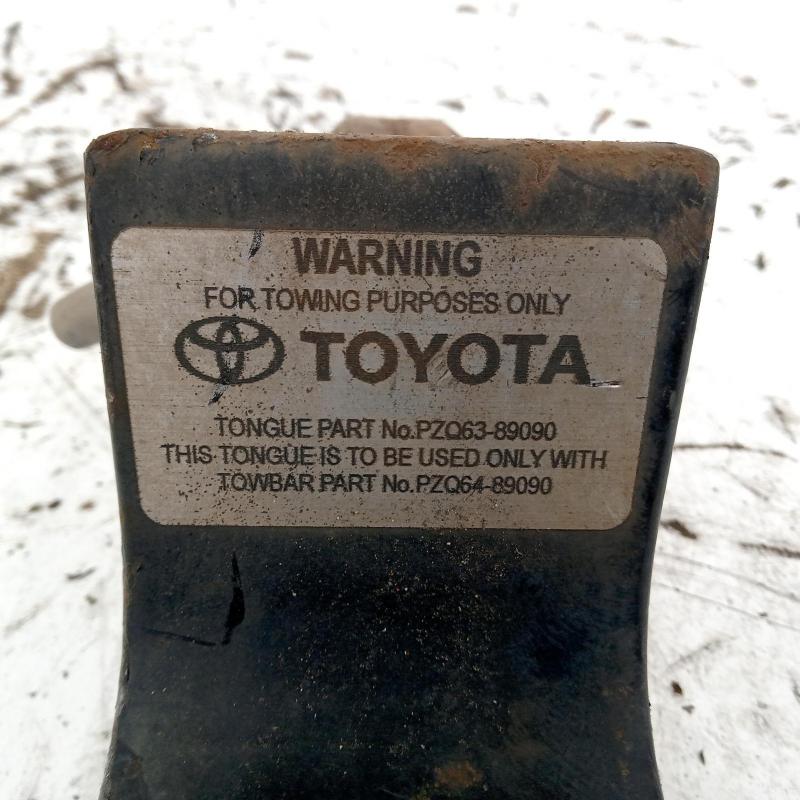 WARNING
FOR TOWING PURPOSES ONLY
TOYOTA
TONGUE PART No.PZQ63-89090
THIS TONGUE IS TO BE USED ONLY WITH
TOWBAR PART No.PZQ64-89090